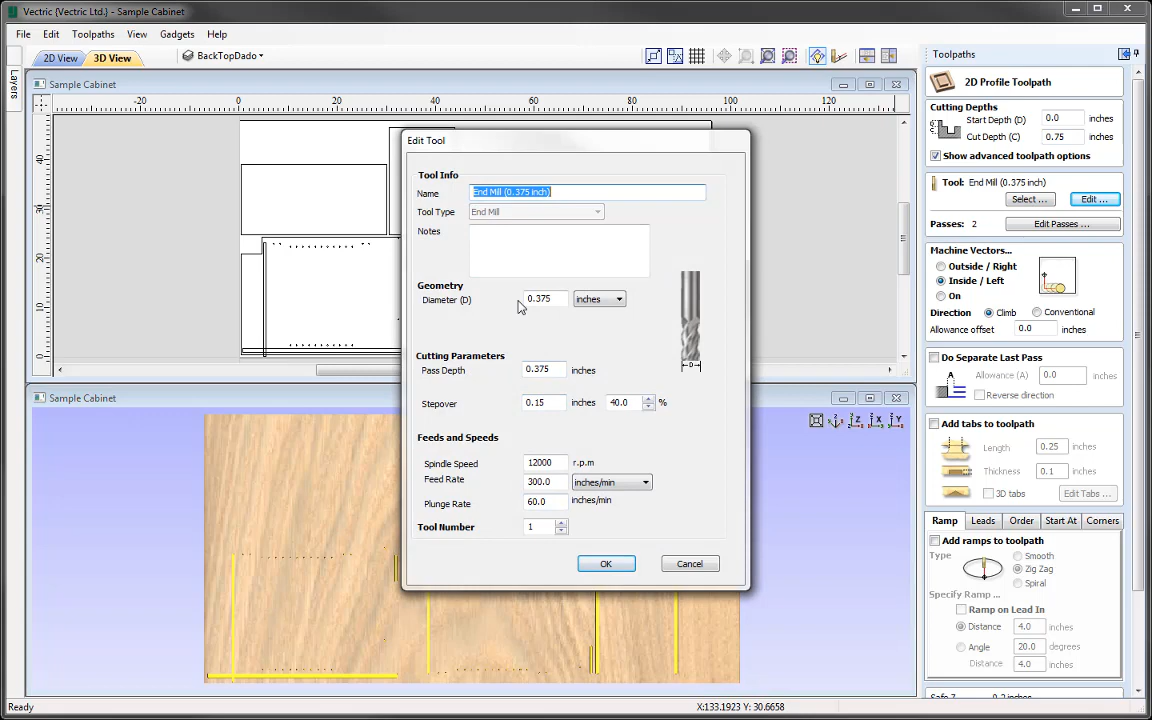 Vectric {Vectric Ltd.} - Sample Cabinet
File Edit Toolpaths View Gadgets Help
2D View 3D View BackTopDado
Layers
Sample Cabinet
-20 0 20 40 60 80 100 120
40
30
20
10
0
Edit Tool
Tool Info
Name End Mill (0.375 inch)
Tool Type End Mill
Notes
Geometry
Diameter (D) 0.375 inches
D
Cutting Parameters
Pass Depth 0.375 inches
Stepover 0.15 inches 40.0 %
Feeds and Speeds
Spindle Speed 12000 r.p.m
Feed Rate 300.0 inches/min
Plunge Rate 60.0 inches/min
Tool Number 1
OK Cancel
Sample Cabinet
Z X Y
Toolpaths
2D Profile Toolpath
Cutting Depths
Start Depth (D) 0.0 inches
Cut Depth (C) 0.75 inches
Show advanced toolpath options
Tool: End Mill (0.375 inch)
Select ... Edit ...
Passes: 2 Edit Passes ...
Machine Vectors...
Outside / Right
Inside / Left
On
Direction Climb Conventional
Allowance offset 0.0 inches
Do Separate Last Pass
A Allowance (A) 0.0 inches
Reverse direction
Add tabs to toolpath
Length 0.25 inches
Thickness 0.1 inches
3D tabs Edit Tabs ...
Ramp Leads Order Start At Corners
Add ramps to toolpath
Type Smooth
Zig Zag
Spiral
Specify Ramp ...
Ramp on Lead In
Distance 4.0 inches
Angle 20.0 degrees
Distance 4.0 inches
Ready X:133.1923 Y: 30.6658